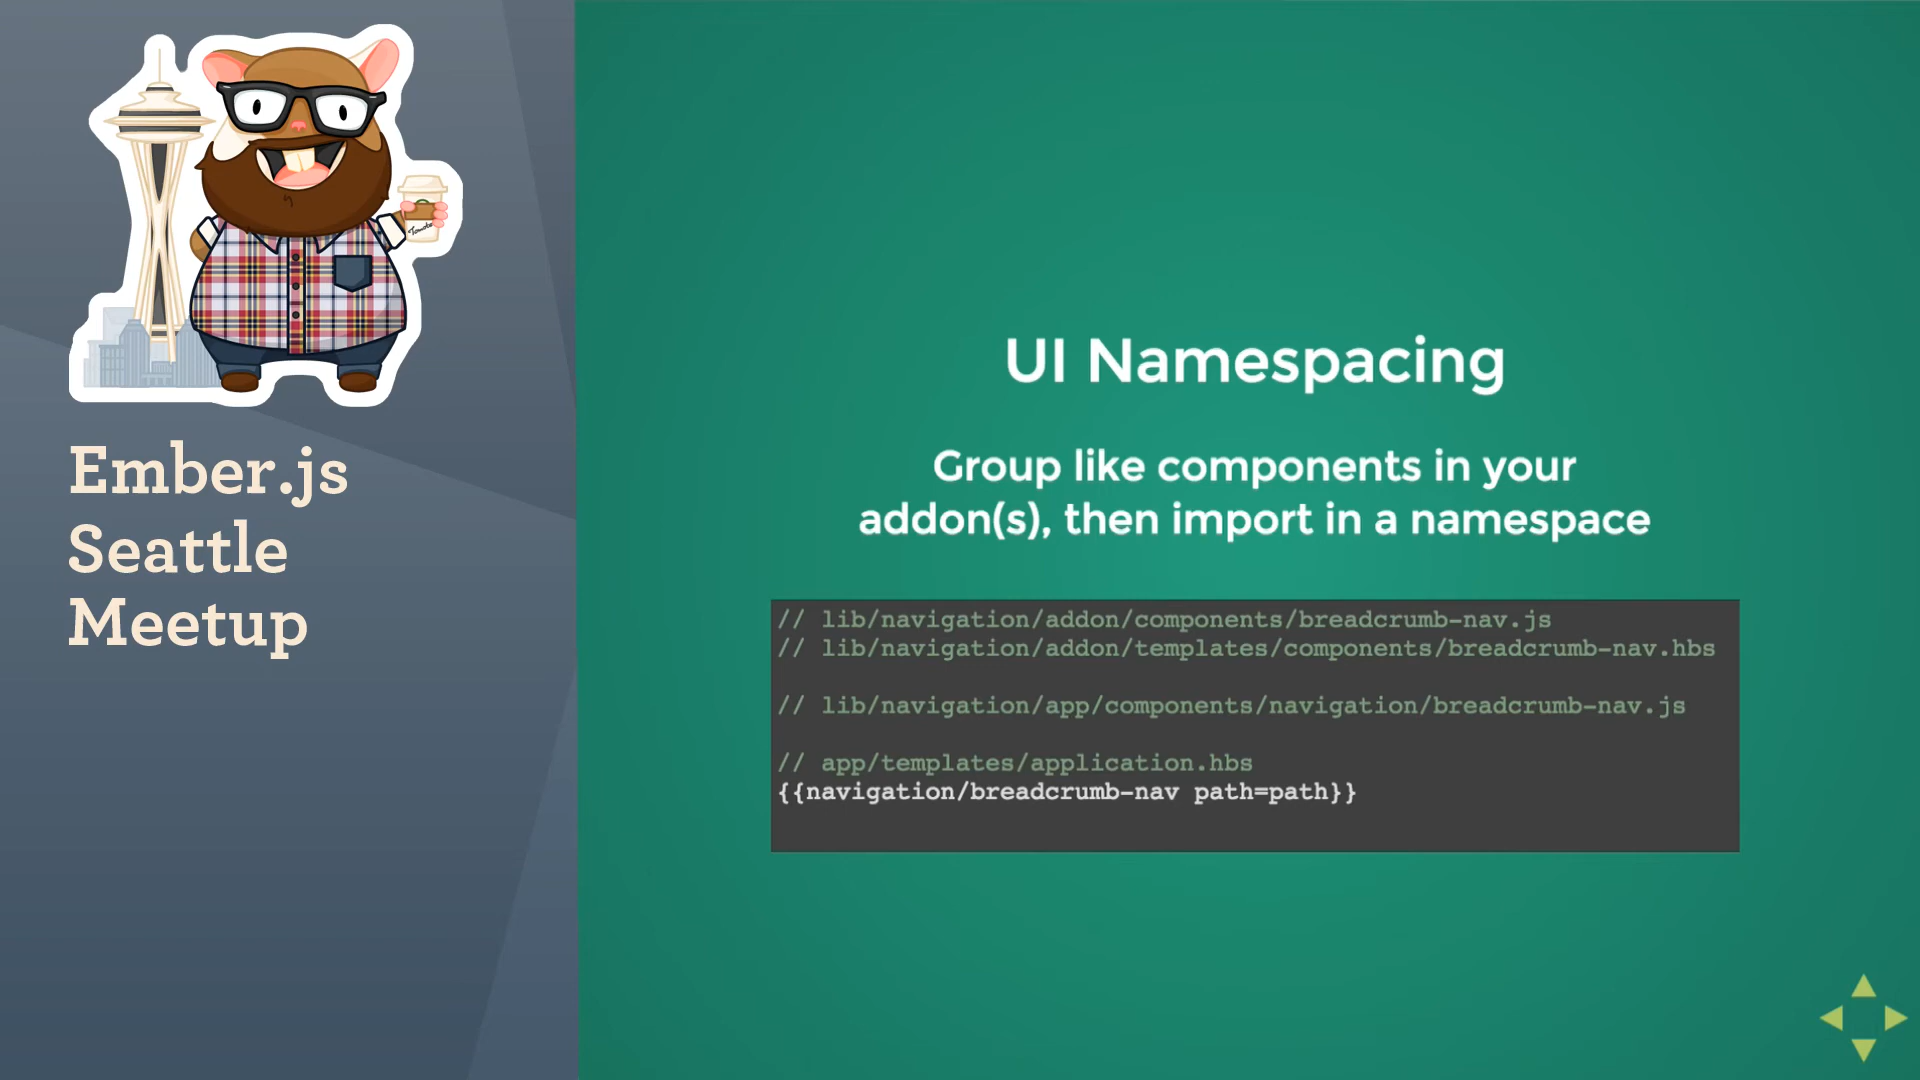 Ember.js
Seattle
Meetup
Tomster
UI Namespacing
Group like components in your
addon(s), then import in a namespace
// lib/navigation/addon/components/breadcrumb-nav.js
// lib/navigation/addon/templates/components/breadcrumb-nav.hbs
// lib/navigation/app/components/navigation/breadcrumb-nav.js
// app/templates/application.hbs
{{navigation/breadcrumb-nav path=path}}